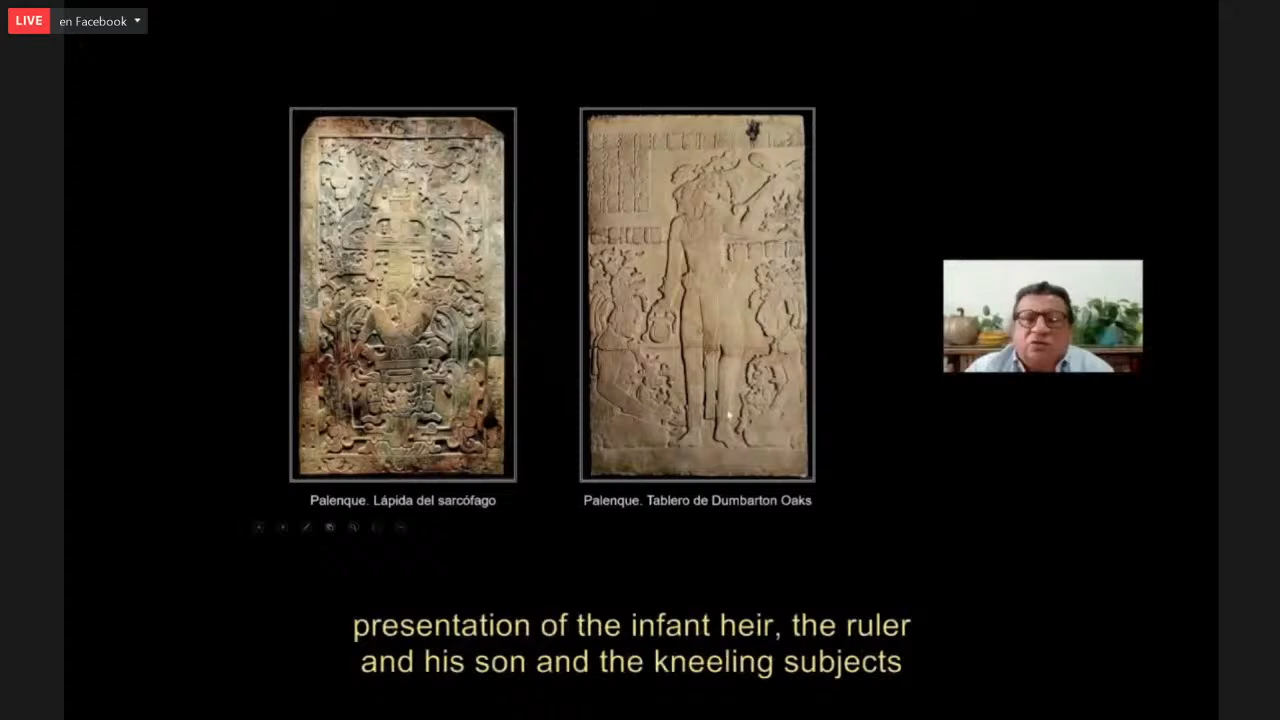 LIVE en Facebook
Palenque. Lápida del sarcófago
Palenque. Tablero de Dumbarton Oaks
presentation of the infant heir, the ruler
and his son and the kneeling subjects